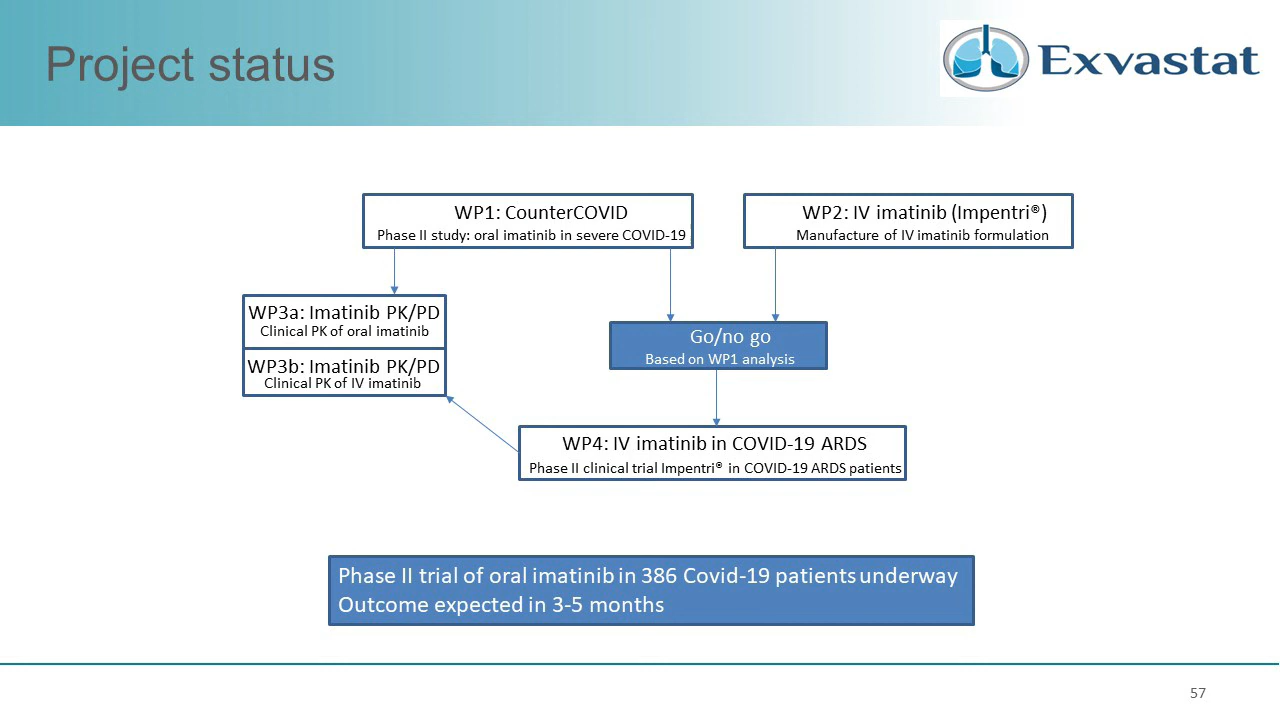 Project status
Exvastat
WP1: CounterCOVID
Phase II study: oral imatinib in severe COVID-19
WP2: IV imatinib (Impentri®)
Manufacture of IV imatinib formulation
WP3a: Imatinib PK/PD
Clinical PK of oral imatinib
WP3b: Imatinib PK/PD
Clinical PK of IV imatinib
Go/no go
Based on WP1 analysis
WP4: IV imatinib in COVID-19 ARDS
Phase II clinical trial Impentri® in COVID-19 ARDS patients
Phase II trial of oral imatinib in 386 Covid-19 patients underway
Outcome expected in 3-5 months
57